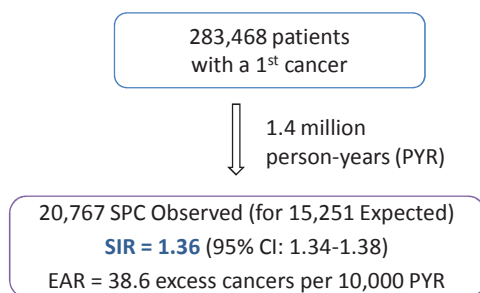 283,468 patients
with a 1st cancer
1.4 million
person-years (PYR)
20,767 SPC Observed (for 15,251 Expected)
SIR = 1.36 (95% CI: 1.34-1.38)
EAR = 38.6 excess cancers per 10,000 PYR